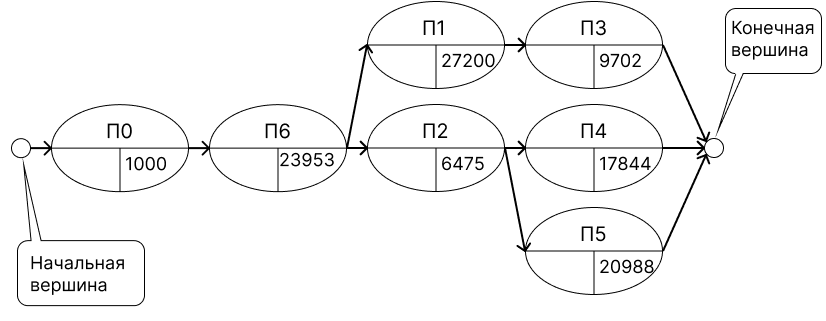 П1
27200
П3
9702
Конечная
вершина
П0
1000
П6
23953
П2
6475
П4
17844
П5
20988
Начальная
вершина